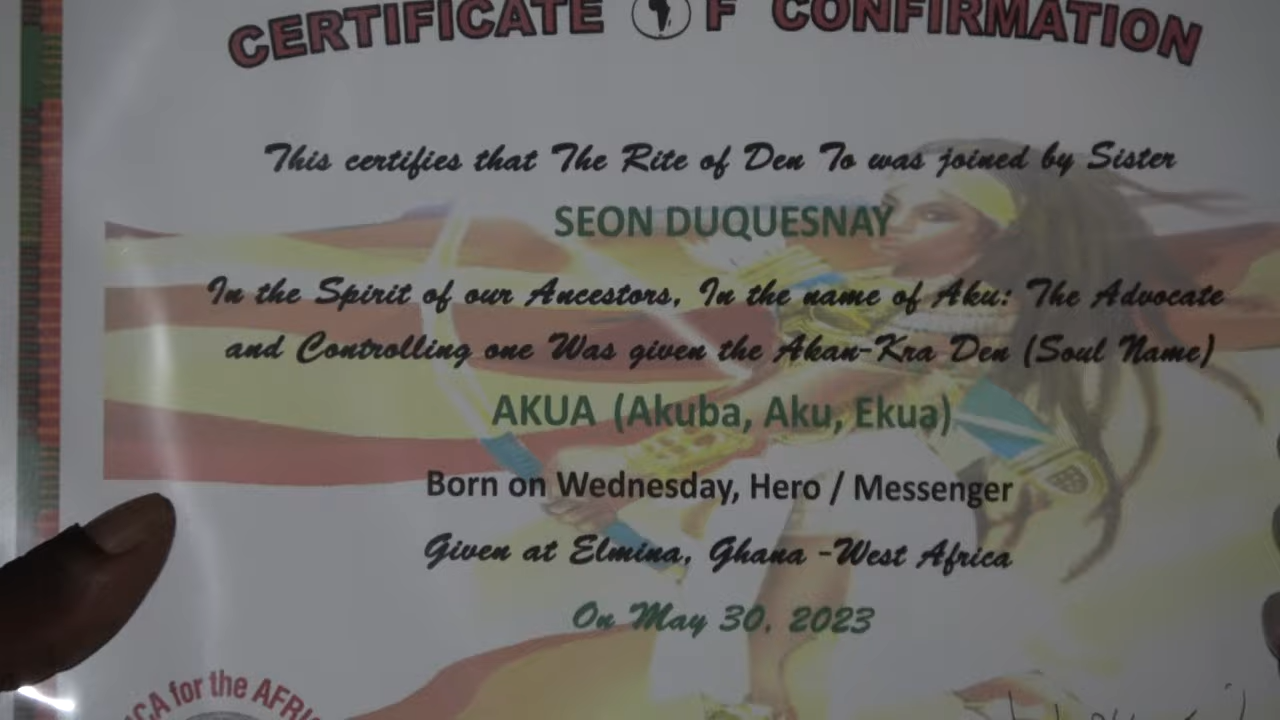 CERTIFICATE OF CONFIRMATION
This certifies that The Rite of Den To was joined by Sister
SEON DUQUESNAY
In the Spirit of our Ancestors, In the name of Aku: The Advocate
and Controlling one Was given the Akan-Kra Den (Soul Name)
AKUA (Akuba, Aku, Ekua)
Born on Wednesday, Hero / Messenger
Given at Elmina, Ghana -West Africa
On May 30, 2023
for the